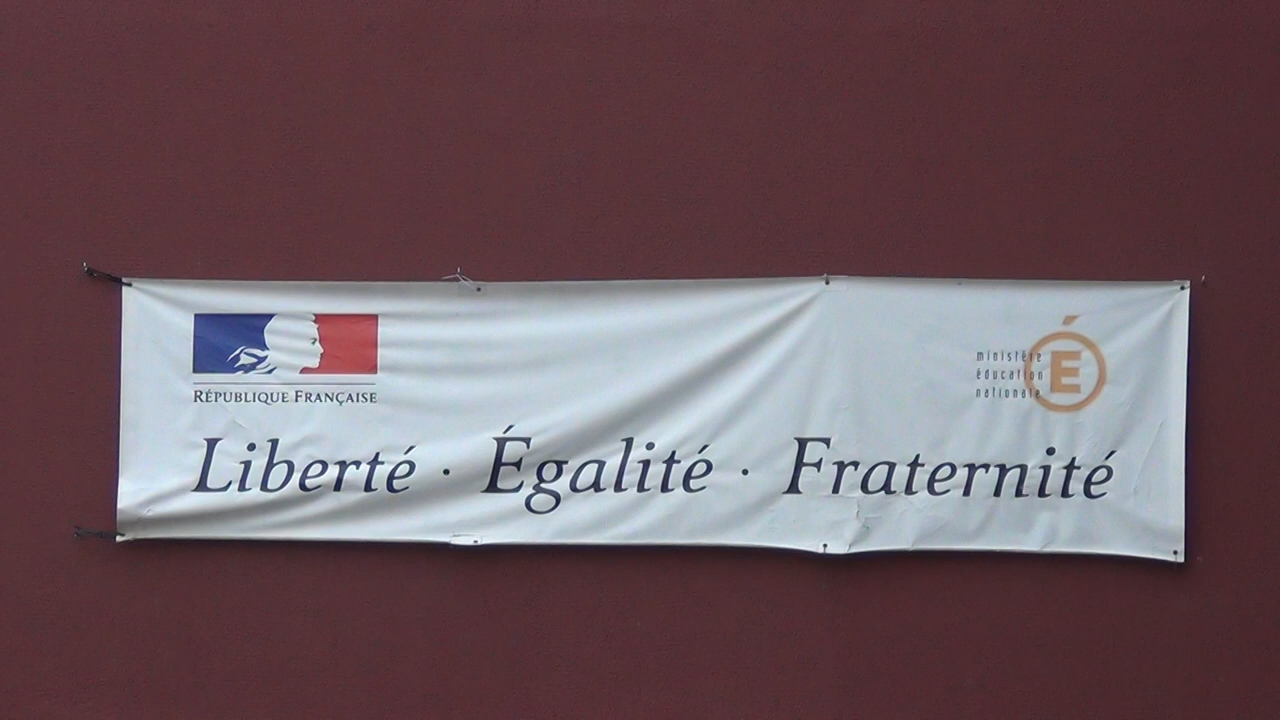 RÉPUBLIQUE FRANÇAISE
ministère
éducation
nationale
É
Liberté · Égalité · Fraternité